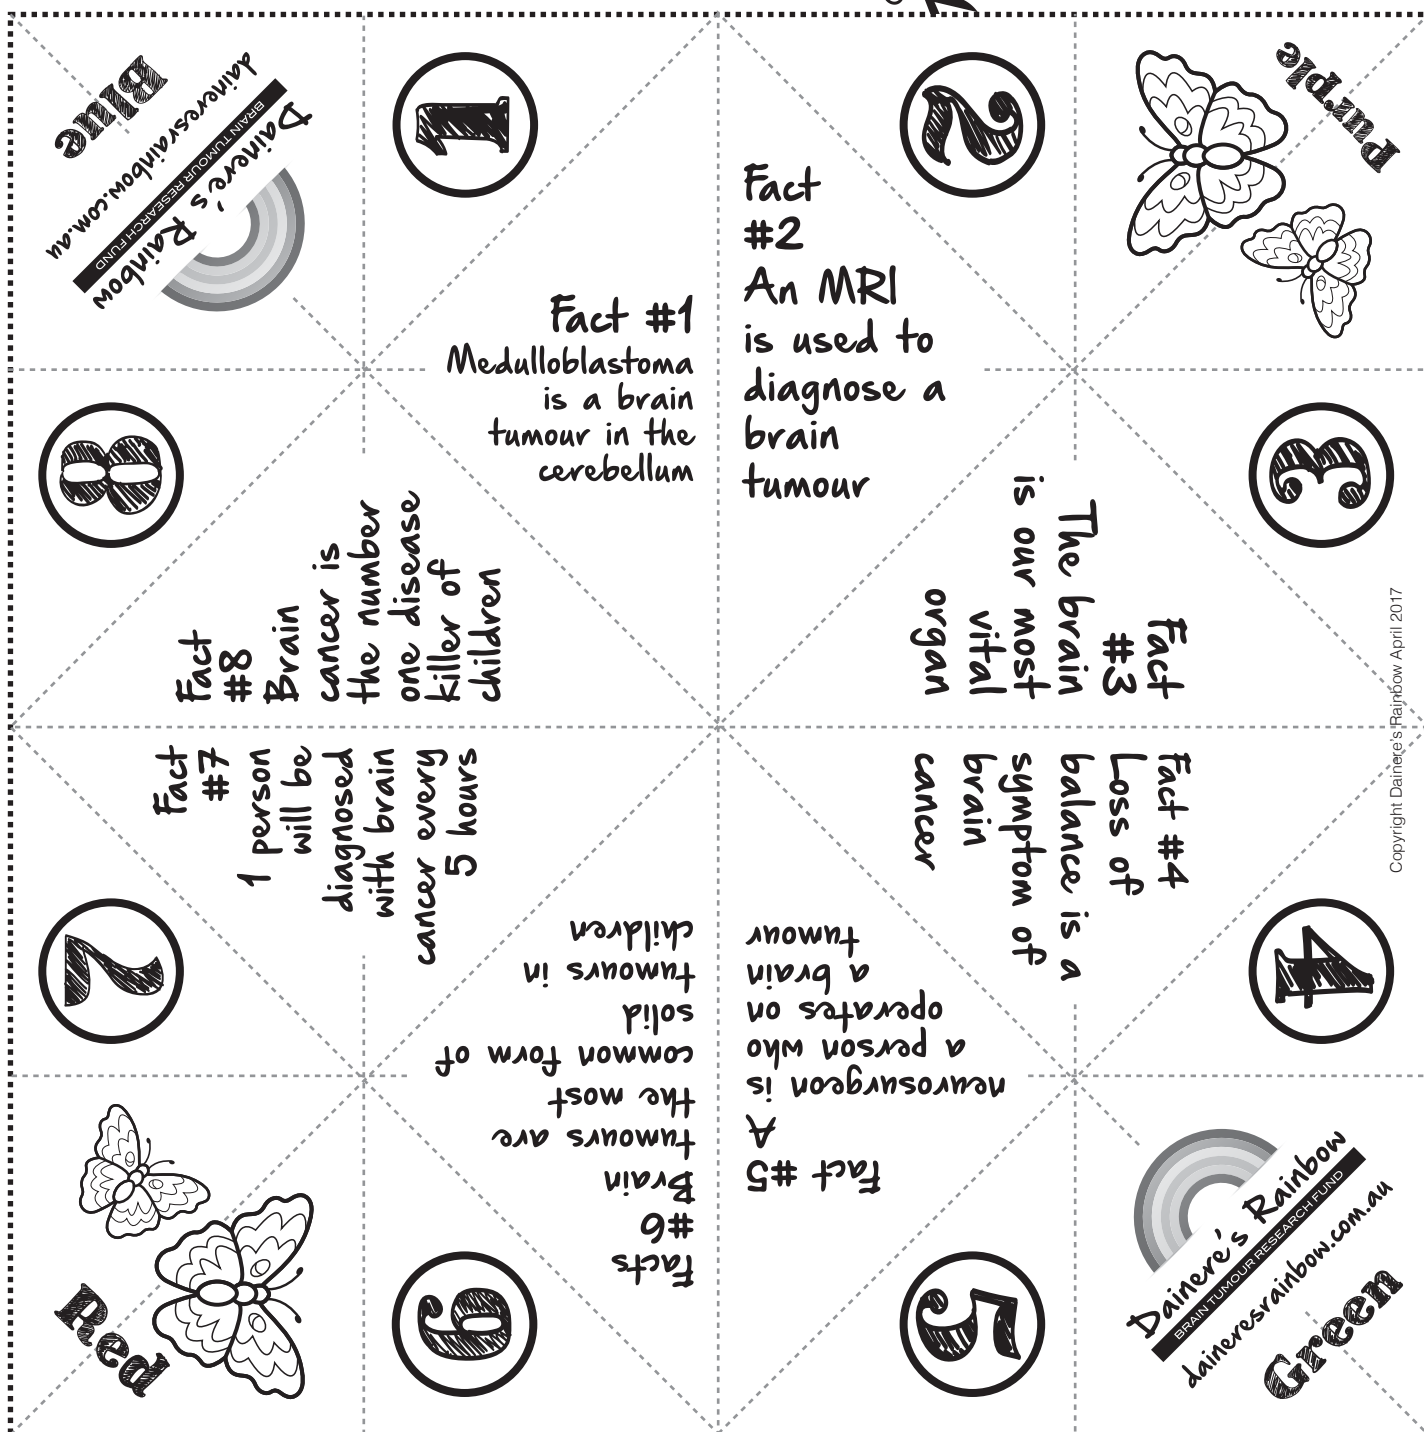 Blue
daineresrainbow.com.au
BRAIN TUMOUR RESEARCH FUND
Dainere's Rainbow
1
Fact #1
Medulloblastoma
is a brain
tumour in the
cerebellum
2
Fact
#2
An MRI
is used to
diagnose a
brain
tumour
Purple
3
Fact
#3
The brain
is our most
vital
organ
Fact #4
Loss of
balance is a
sympton of
brain
cancer
4
Copyright Dainere's Rainbow April 2017
Dainere's Rainbow
BRAIN TUMOUR RESEARCH FUND
daineresrainbow.com.au
Green
5
Fact #5
A
neurosurgeon is
a person who
operates on
a brain
tumour
6
Facts
#6
Brain
tumours are
the most
common form of
solid
tumours in
children
Red
7
Fact
#7
1 person
will be
diagnosed
with brain
cancer every
5 hours
8
Fact
#8
Brain
cancer is
the number
one disease
killer of
children